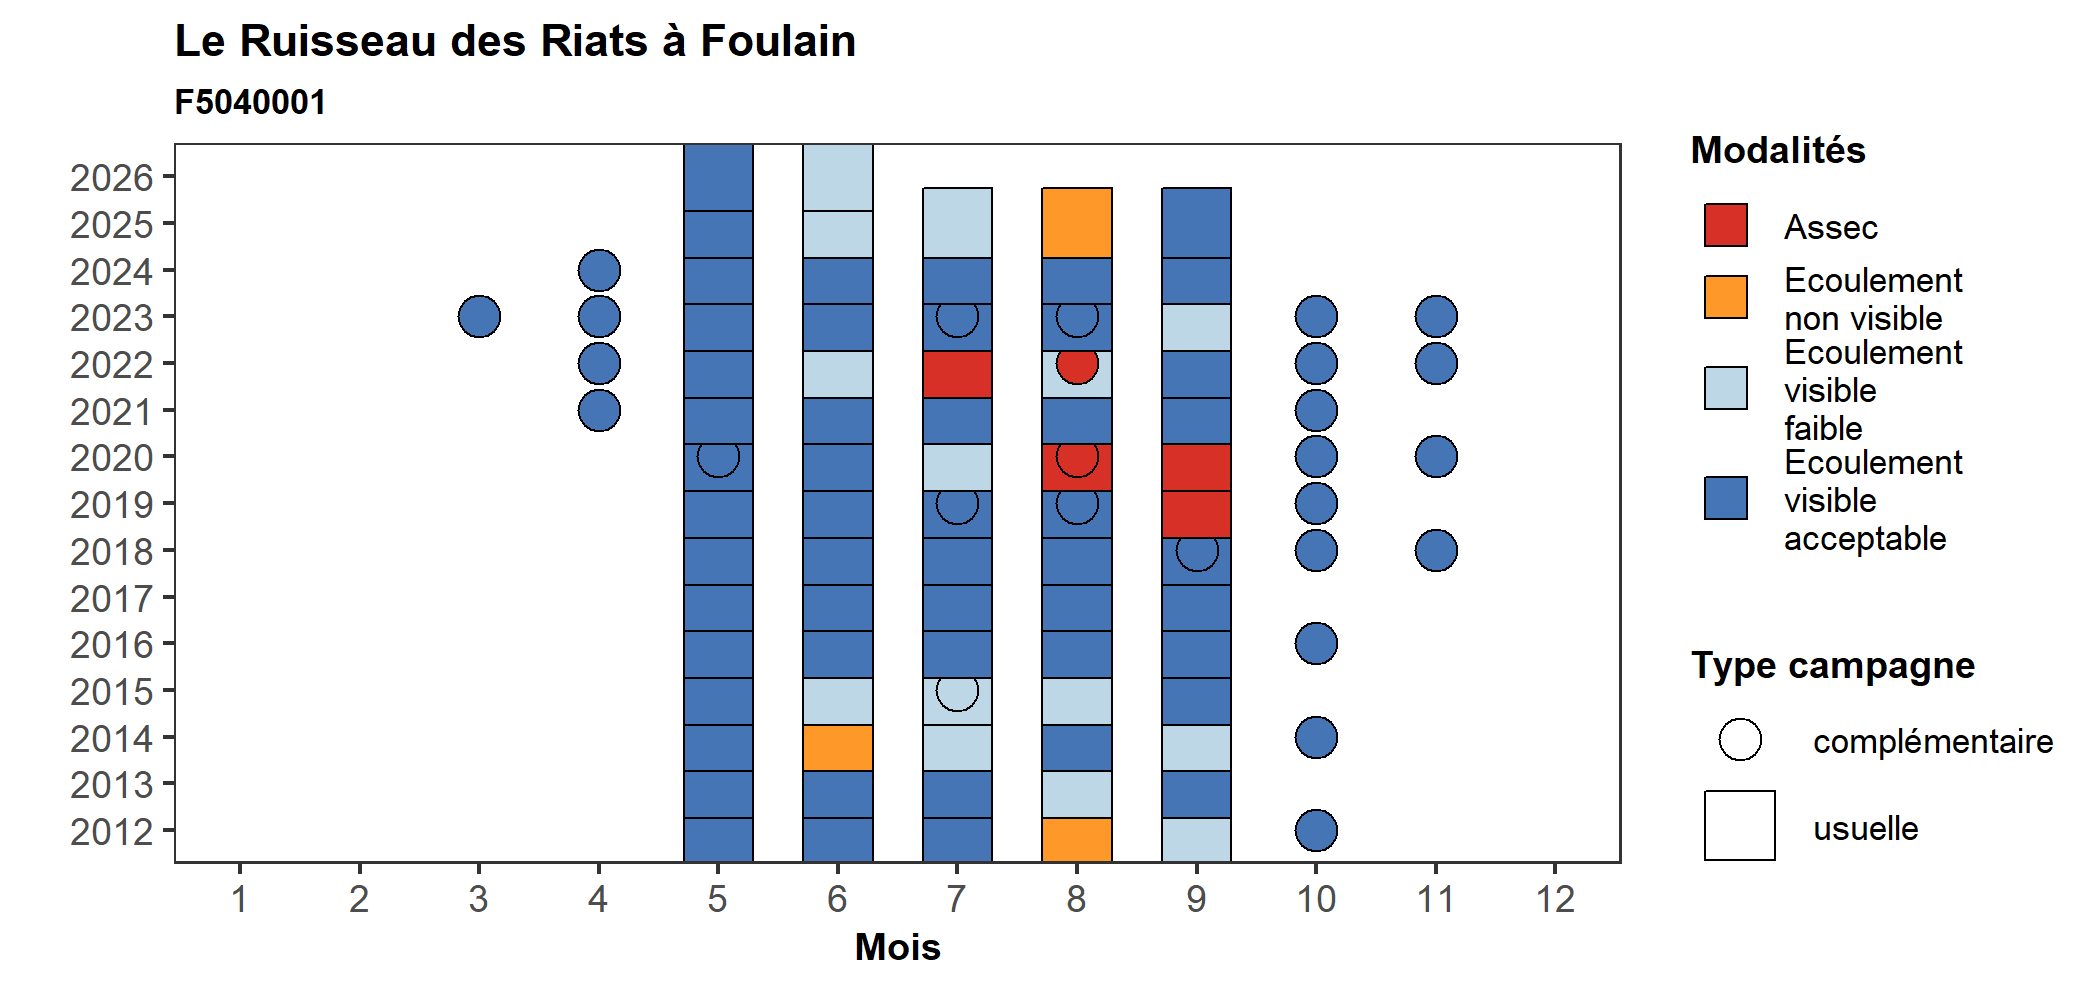 Le Ruisseau des Riats à Foulain
F5040001
2026
2025
2024
2023
2022
2021
2020
2019
2018
2017
2016
2015
2014
2013
2012
1 2 3 4 5 6 7 8 9 10 11 12
Mois
Modalités
Assec
Ecoulement
non visible
Ecoulement
visible
faible
Ecoulement
visible
acceptable
Type campagne
complémentaire
usuelle